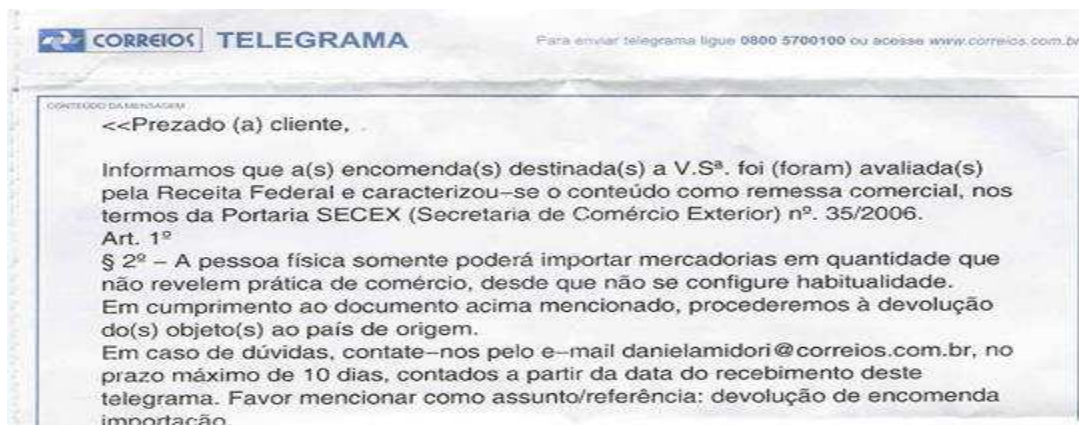 CORREIOS TELEGRAMA
Para enviar telegrama ligue 0800 5700100 ou acesse www.correios.com.br
CONTEÚDO DA MENSAGEM
<<Prezado (a) cliente,
Informamos que a(s) encomenda(s) destinada(s) a V.Sª. foi (foram) avaliada(s)
pela Receita Federal e caracterizou–se o conteúdo como remessa comercial, nos
termos da Portaria SECEX (Secretaria de Comércio Exterior) nº. 35/2006.
Art. 1º
§ 2º – A pessoa física somente poderá importar mercadorias em quantidade que
não revelem prática de comércio, desde que não se configure habitualidade.
Em cumprimento ao documento acima mencionado, procederemos à devolução
do(s) objeto(s) ao país de origem.
Em caso de dúvidas, contate–nos pelo e–mail danielamidori@correios.com.br, no
prazo máximo de 10 dias, contados a partir da data do recebimento deste
telegrama. Favor mencionar como assunto/referência: devolução de encomenda
importação.